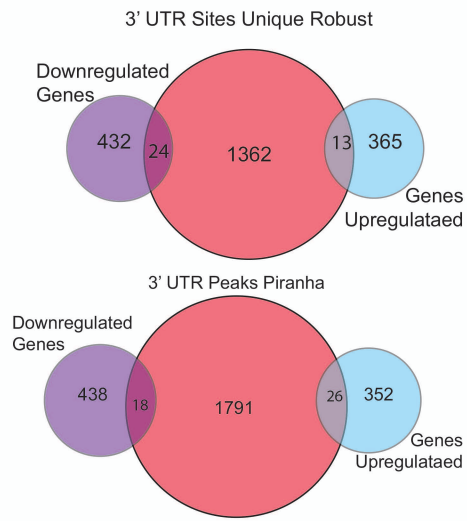 3’ UTR Sites Unique Robust
Downregulated
Genes
432
24
1362
13
365
Genes
Upregulataed
3’ UTR Peaks Piranha
Downregulated
Genes
438
18
1791
26
352
Genes
Upregulataed